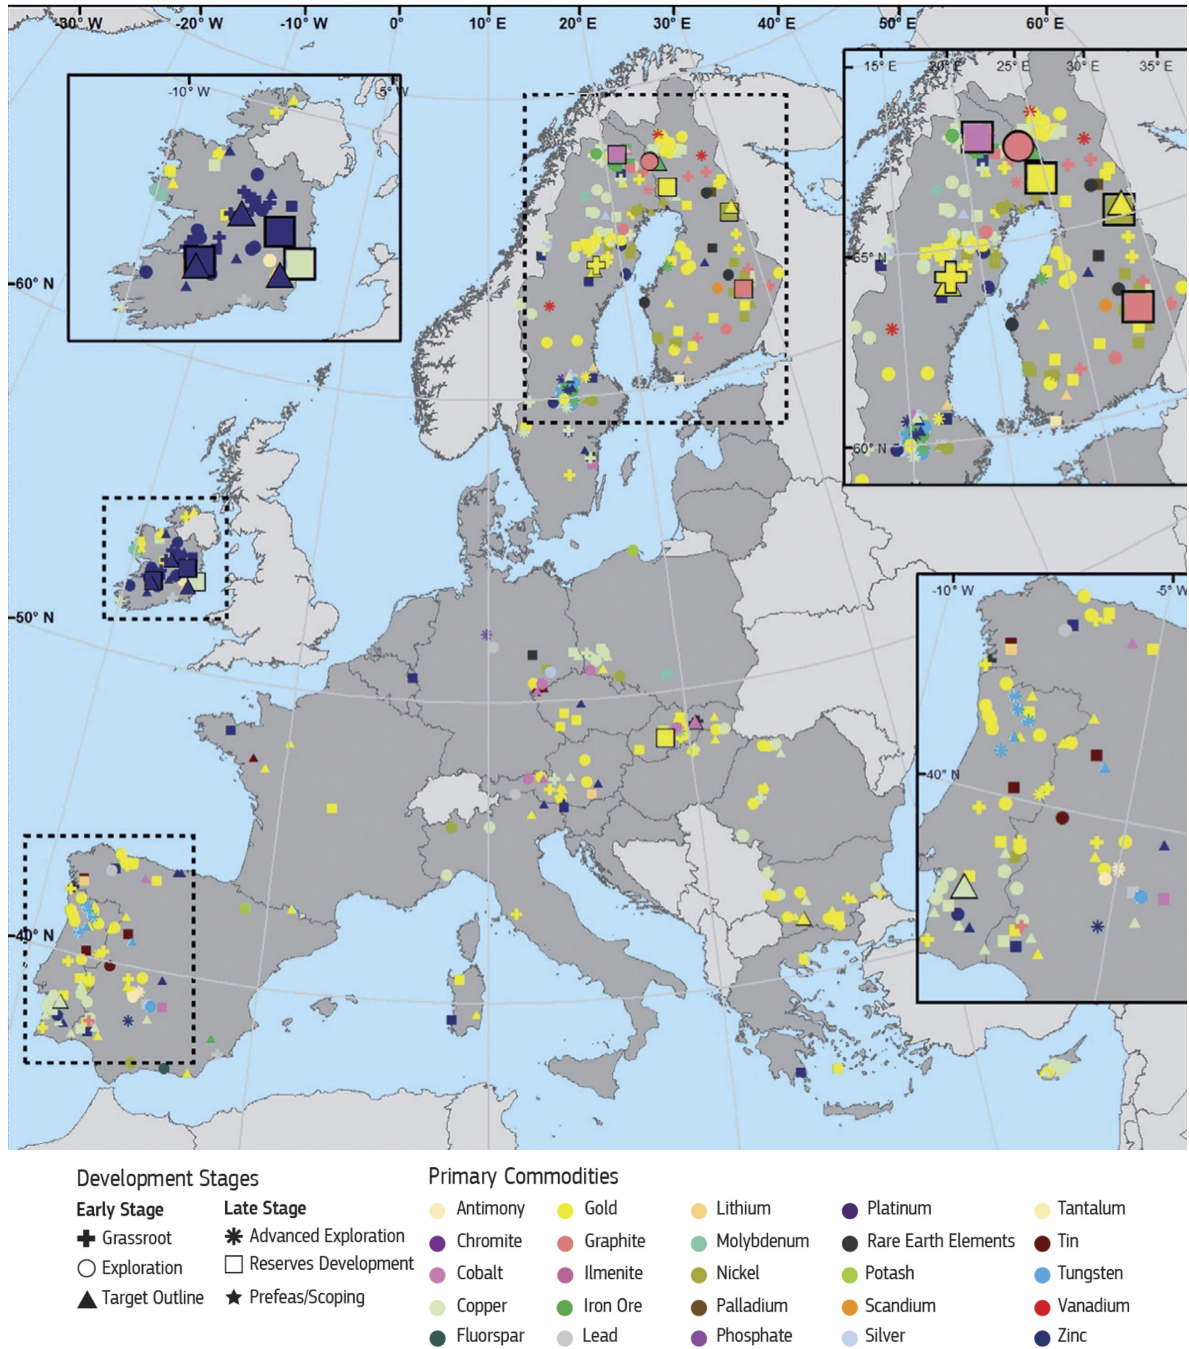 -30° W -20° W -10° W 0° 10° E 20° E 30° E 40° E 50° E 60° E
-10° W -5° W
15° E 20° E 25° E 30° E 35° E
65° N
60° N
60° N
50° N
-10° W -5° W
40° N
40° N
Development Stages
Early Stage
Grassroot
Exploration
Target Outline
Late Stage
Advanced Exploration
Reserves Development
Prefeas/Scoping
Primary Commodities
Antimony
Chromite
Cobalt
Copper
Fluorspar
Gold
Graphite
Ilmenite
Iron Ore
Lead
Lithium
Molybdenum
Nickel
Palladium
Phosphate
Platinum
Rare Earth Elements
Potash
Scandium
Silver
Tantalum
Tin
Tungsten
Vanadium
Zinc